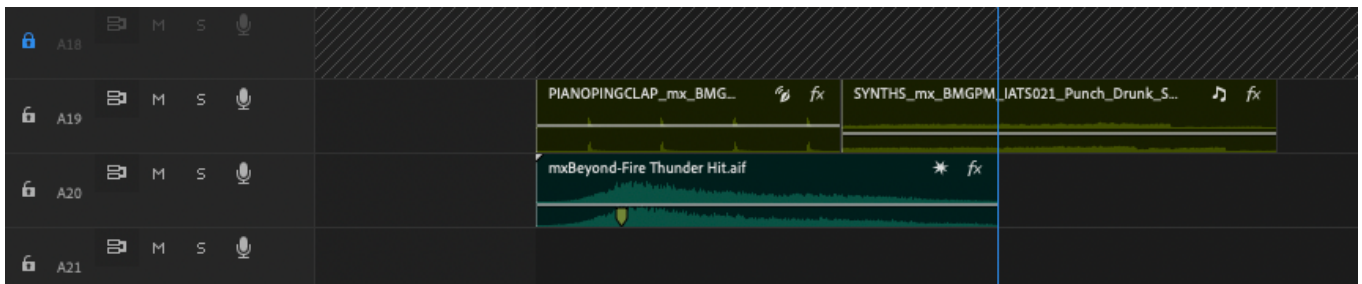 A18 M S
A19 M S PIANOPINGCLAP_mx_BMG... fx SYNTHS_mx_BMGPM_IATS021_Punch_Drunk_S... fx
A20 M S mxBeyond-Fire Thunder Hit.aif fx
A21 M S